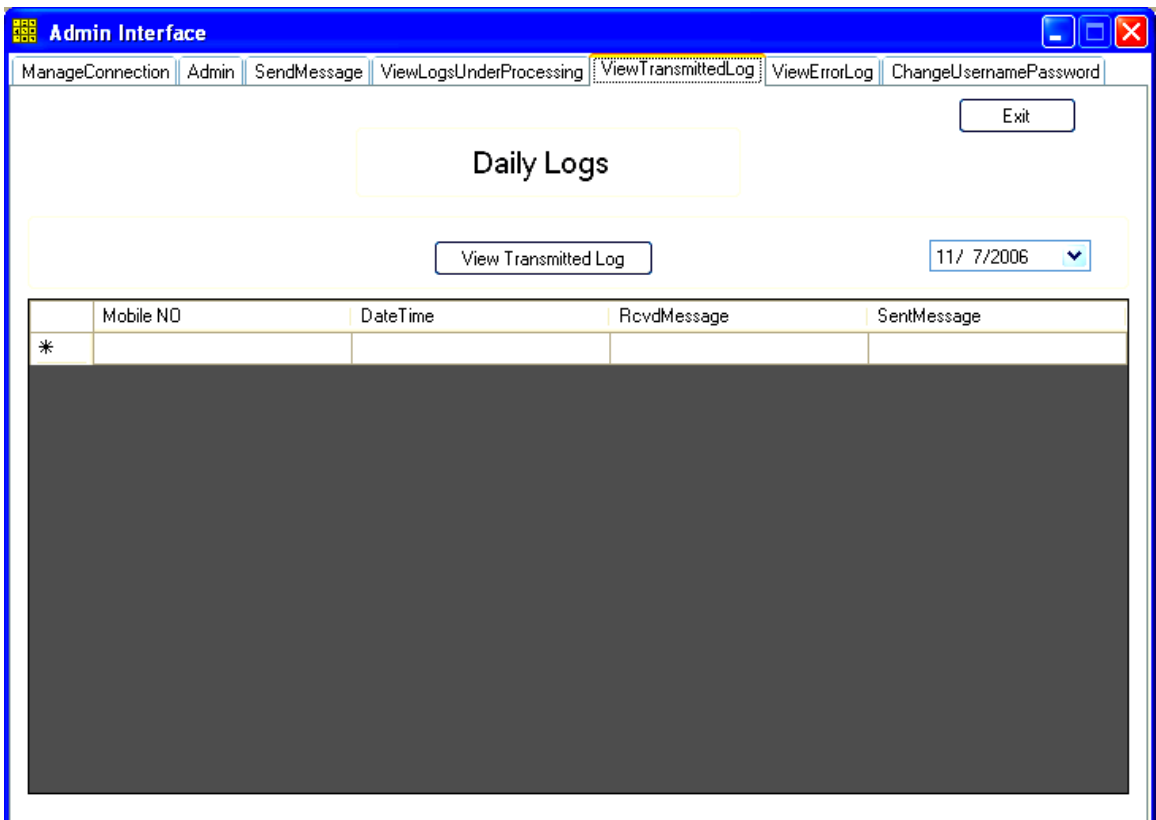 Admin Interface
ManageConnection Admin SendMessage ViewLogsUnderProcessing ViewTransmittedLog ViewErrorLog ChangeUsernamePassword
Exit
Daily Logs
View Transmitted Log 11/ 7/2006
Mobile NO DateTime RcvdMessage SentMessage
*